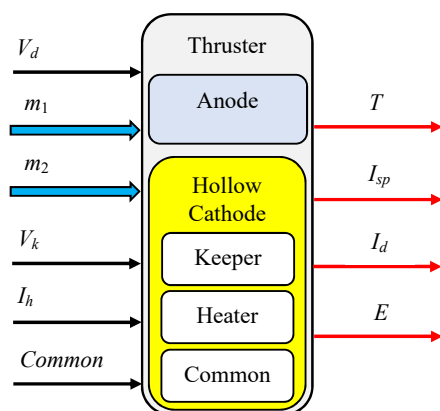 Thruster
Anode
Hollow
Cathode
Keeper
Heater
Common
V_d
m_1
m_2
V_k
I_h
Common
T
I_sp
I_d
E